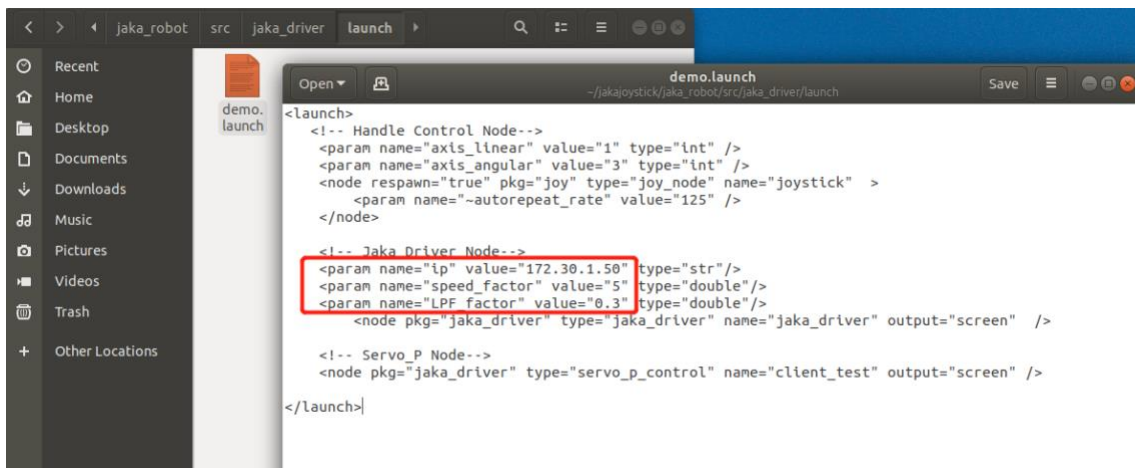 jaka_robot src jaka_driver launch
Recent
Home
Desktop
Documents
Downloads
Music
Pictures
Videos
Trash
Other Locations
demo.
launch
Open
demo.launch
~/jakajoystick/jaka_robot/src/jaka_driver/launch
Save
<launch>
<!-- Handle Control Node-->
<param name="axis_linear" value="1" type="int" />
<param name="axis_angular" value="3" type="int" />
<node respawn="true" pkg="joy" type="joy_node" name="joystick"  >
<param name="~autorepeat_rate" value="125" />
</node>
<!-- Jaka Driver Node-->
<param name="ip" value="172.30.1.50" type="str"/>
<param name="speed_factor" value="5" type="double"/>
<param name="LPF_factor" value="0.3" type="double"/>
<node pkg="jaka_driver" type="jaka_driver" name="jaka_driver" output="screen"  />
<!-- Servo_P Node-->
<node pkg="jaka_driver" type="servo_p_control" name="client_test" output="screen" />
</launch>